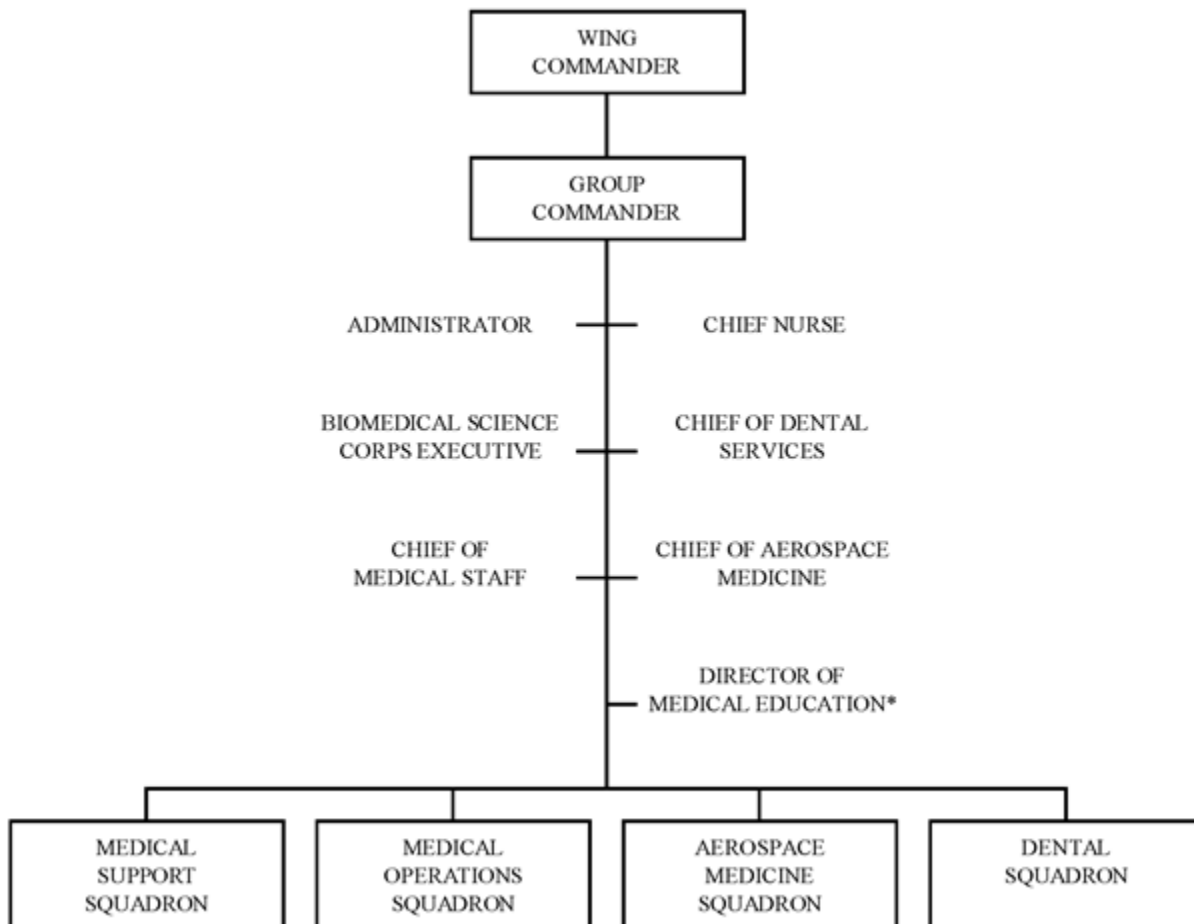 WING
COMMANDER
GROUP
COMMANDER
ADMINISTRATOR
CHIEF NURSE
BIOMEDICAL SCIENCE
CORPS EXECUTIVE
CHIEF OF DENTAL
SERVICES
CHIEF OF
MEDICAL STAFF
CHIEF OF AEROSPACE
MEDICINE
DIRECTOR OF
MEDICAL EDUCATION*
MEDICAL
SUPPORT
SQUADRON
MEDICAL
OPERATIONS
SQUADRON
AEROSPACE
MEDICINE
SQUADRON
DENTAL
SQUADRON